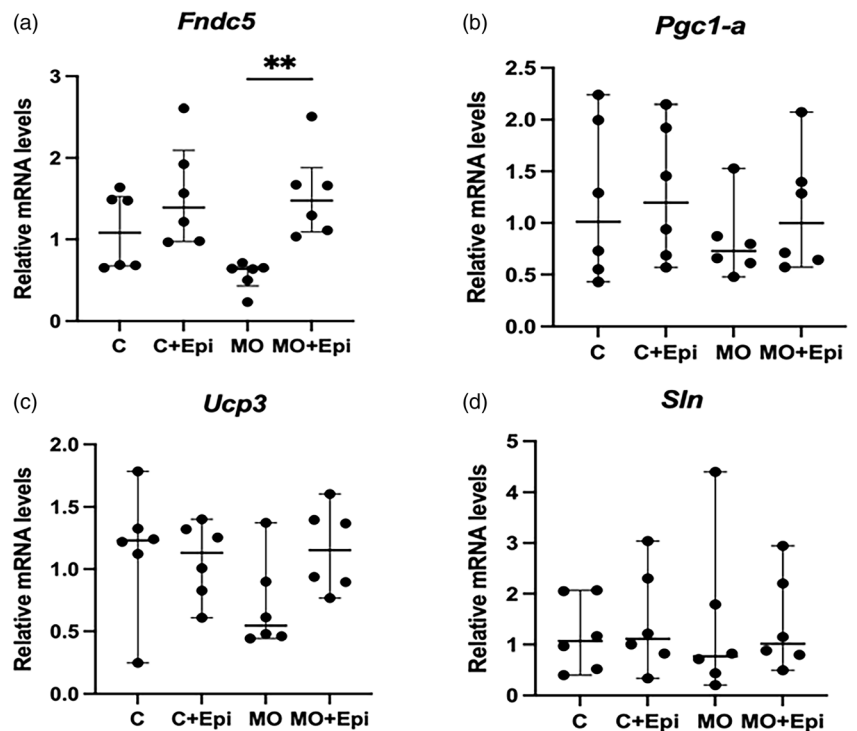 (a)
Fndc5
**
Relative mRNA levels
3
2
1
0
C C+Epi MO MO+Epi
(b)
Pgc1-a
Relative mRNA levels
2.5
2.0
1.5
1.0
0.5
0.0
C C+Epi MO MO+Epi
(c)
Ucp3
Relative mRNA levels
2.0
1.5
1.0
0.5
0.0
C C+Epi MO MO+Epi
(d)
Sln
Relative mRNA levels
5
4
3
2
1
0
C C+Epi MO MO+Epi